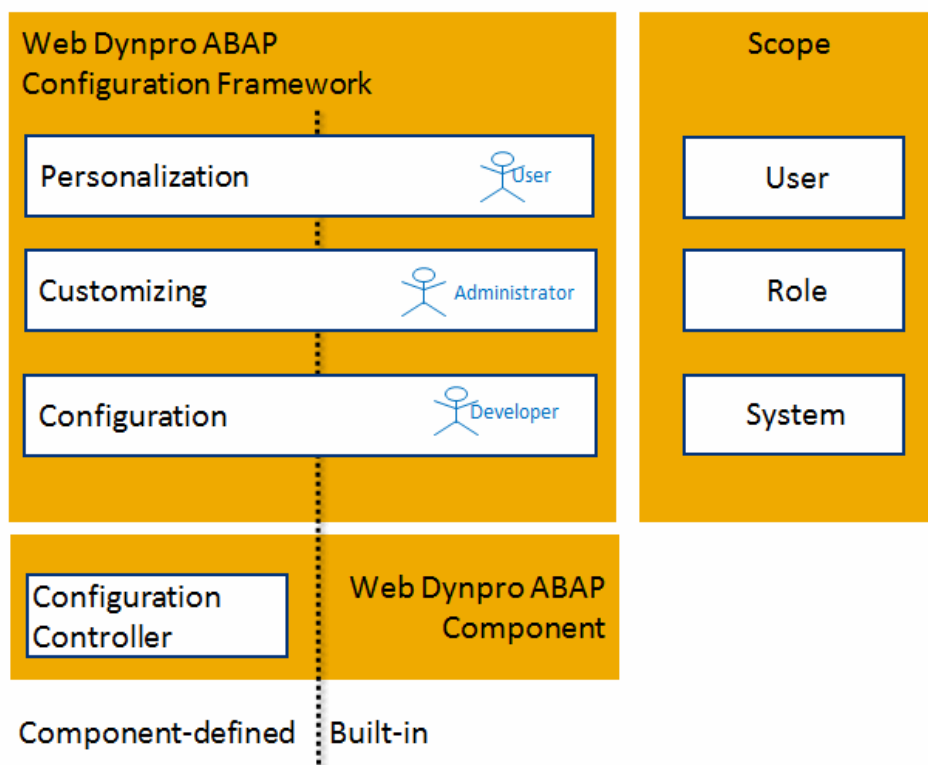 Web Dynpro ABAP
Configuration Framework
Personalization
User
Customizing
Administrator
Configuration
Developer
Scope
User
Role
System
Configuration
Controller
Web Dynpro ABAP
Component
Component-defined
Built-in